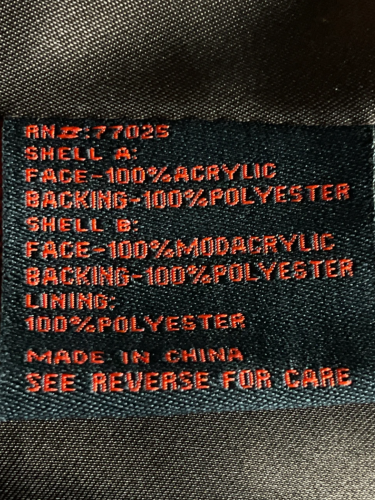 RN#:77025
SHELL A:
FACE-100%ACRYLIC
BACKING-100%POLYESTER
SHELL B:
FACE-100%MODACRYLIC
BACKING-100%POLYESTER
LINING:
100%POLYESTER
MADE IN CHINA
SEE REVERSE FOR CARE